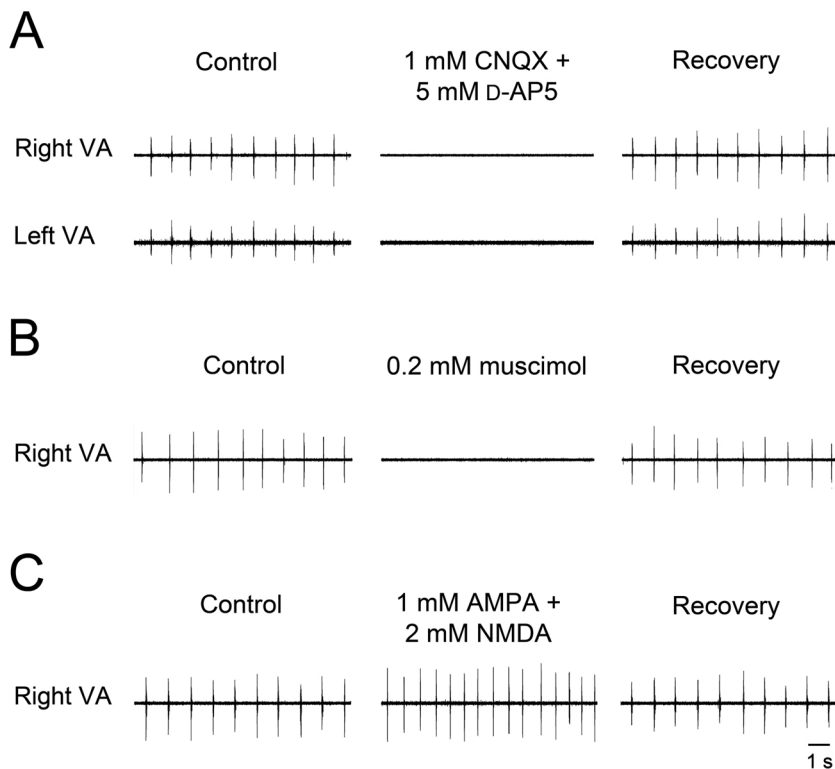 A
Control
1 mM CNQX +
5 mM D-AP5
Recovery
Right VA
Left VA
B
Control
0.2 mM muscimol
Recovery
Right VA
C
Control
1 mM AMPA +
2 mM NMDA
Recovery
Right VA
1 s